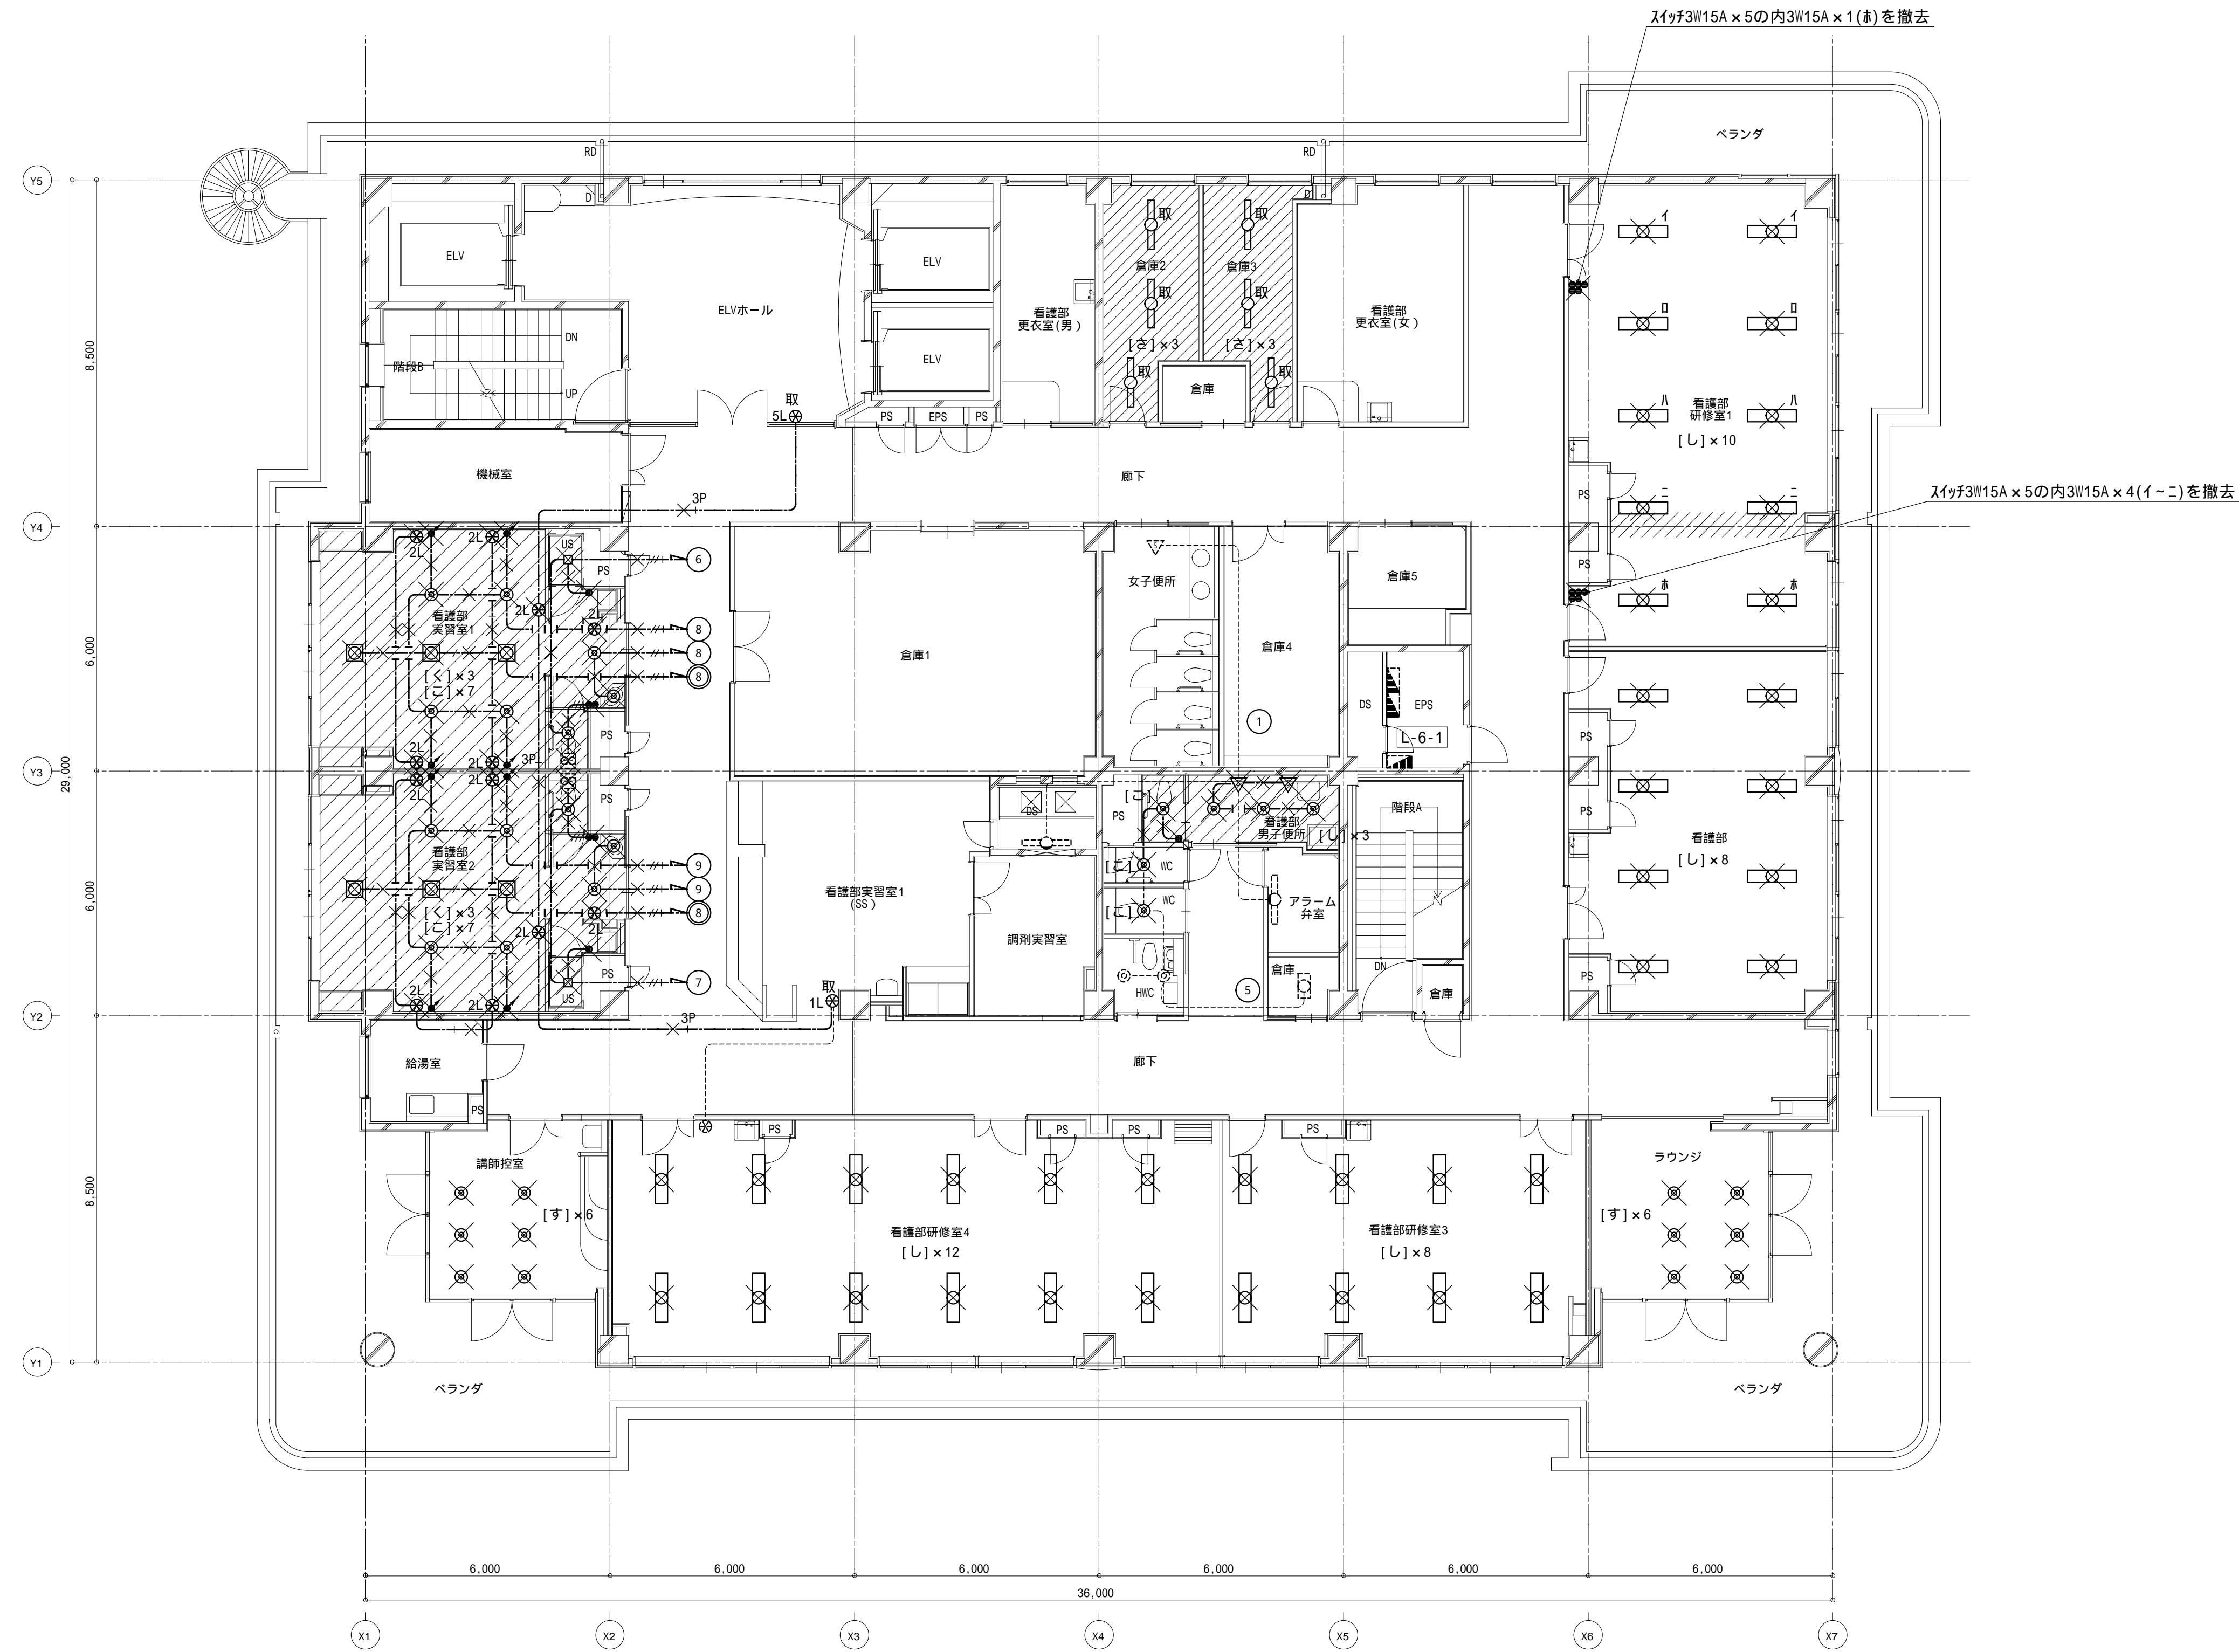 スイッチ3W15A×5の内3W15A×1(ホ)を撤去
ベランダ
RD
RD
Y5
D
D
取
取
イ
イ
ELV
ELV
倉庫2
倉庫3
取
取
ELVホール
看護部
更衣室(男)
看護部
更衣室(女)
ロ
ロ
DN
[さ]×3
[さ]×3
8,500
ELV
階段B
倉庫
取
取
UP
取
5L
ハ
看護部
研修室1
ハ
PS
EPS
PS
[し]×10
機械室
廊下
PS
スイッチ3W15A×5の内3W15A×4(イ~ニ)を撤去
3P
ニ
ニ
Y4
2L
2L
2L
US
PS
6
S
女子便所
倉庫5
PS
ホ
ホ
2L
2L
看護部
実習室1
8
8
倉庫1
倉庫4
6,000
[く]×3
[こ]×7
8
DS
EPS
1
L-6-1
PS
PS
2L
2L
3P
Y3
29,000
2L
2L
PS
DS
[こ]
PS
看護部
男子便所
[し]×3
階段A
PS
看護部
実習室2
9
WC
[こ]
看護部
[し]×8
9
看護部実習室1
(SS)
6,000
[く]×3
[こ]×7
8
WC
[こ]
アラーム
弁室
2L
2L
調剤実習室
DN
PS
7
倉庫
PS
US
HWC
5
倉庫
2L
2L
取
1L
Y2
3P
給湯室
廊下
PS
PS
PS
PS
PS
講師控室
ラウンジ
8,500
[す]×6
看護部研修室4
[し]×12
看護部研修室3
[し]×8
[す]×6
Y1
ベランダ
ベランダ
6,000
6,000
6,000
6,000
6,000
6,000
36,000
X1
X2
X3
X4
X5
X6
X7